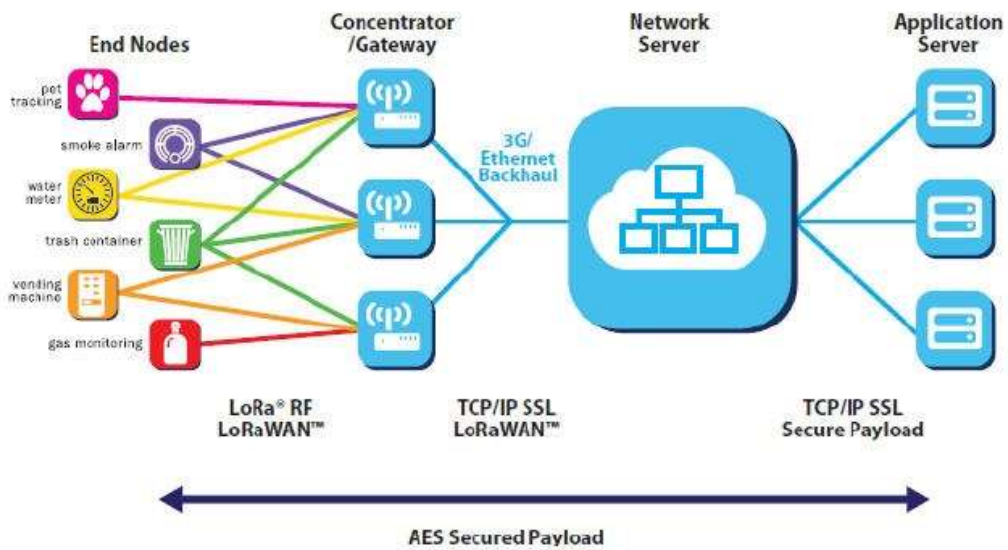 End Nodes
Concentrator
/Gateway
Network
Server
Application
Server
pet
tracking
smoke alarm
water
meter
trash container
vending
machine
gas monitoring
3G/
Ethernet
Backhaul
LoRa® RF
LoRaWAN™
TCP/IP SSL
LoRaWAN™
TCP/IP SSL
Secure Payload
AES Secured Payload